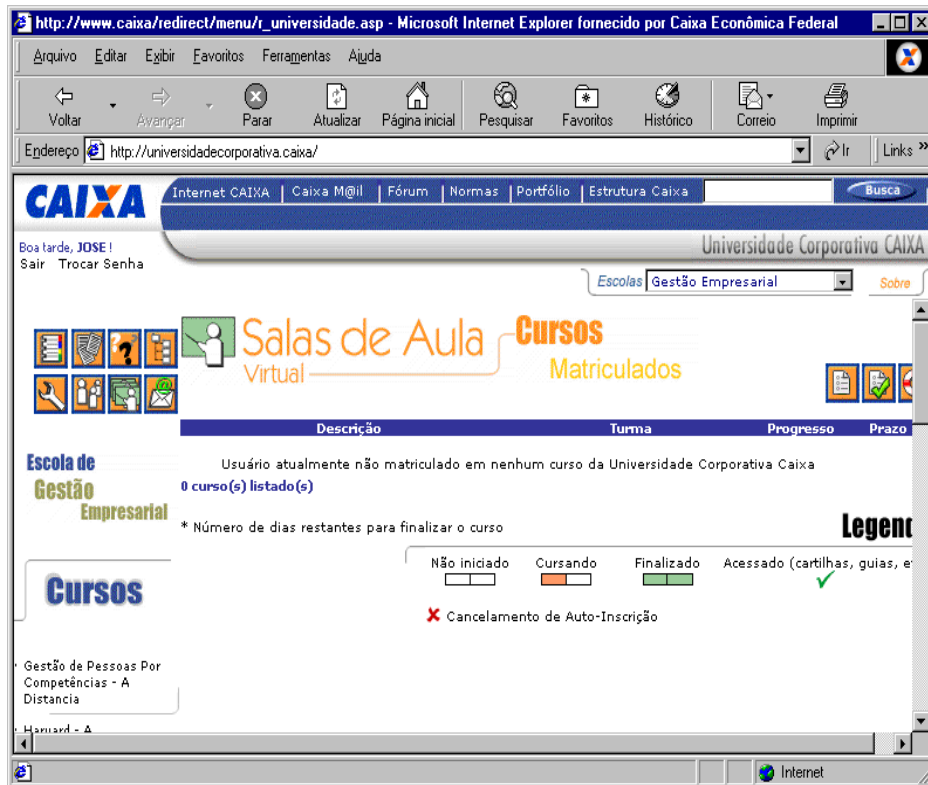 http://www.caixa/redirect/menu/r_universidade.asp - Microsoft Internet Explorer fornecido por Caixa Econômica Federal
Arquivo Editar Exibir Favoritos Ferramentas Ajuda
Voltar Avançar Parar Atualizar Página inicial Pesquisar Favoritos Histórico Correio Imprimir
Endereço http://universidadecorporativa.caixa/ Ir Links »
CAIXA
Internet CAIXA | Caixa M@il | Fórum | Normas | Portfólio | Estrutura Caixa Busca
Boa tarde, JOSE !
Sair Trocar Senha
Universidade Corporativa CAIXA
Escolas Gestão Empresarial Sobre
Salas de Aula
Virtual
Cursos
Matriculados
Descrição Turma Progresso Prazo
Usuário atualmente não matriculado em nenhum curso da Universidade Corporativa Caixa
0 curso(s) listado(s)
* Número de dias restantes para finalizar o curso
Legend
Não iniciado Cursando Finalizado Acessado (cartilhas, guias, e
Cancelamento de Auto-Inscrição
Escola de
Gestão
Empresarial
Cursos
Gestão de Pessoas Por
Competências - A
Distancia
Harvard - A
Internet